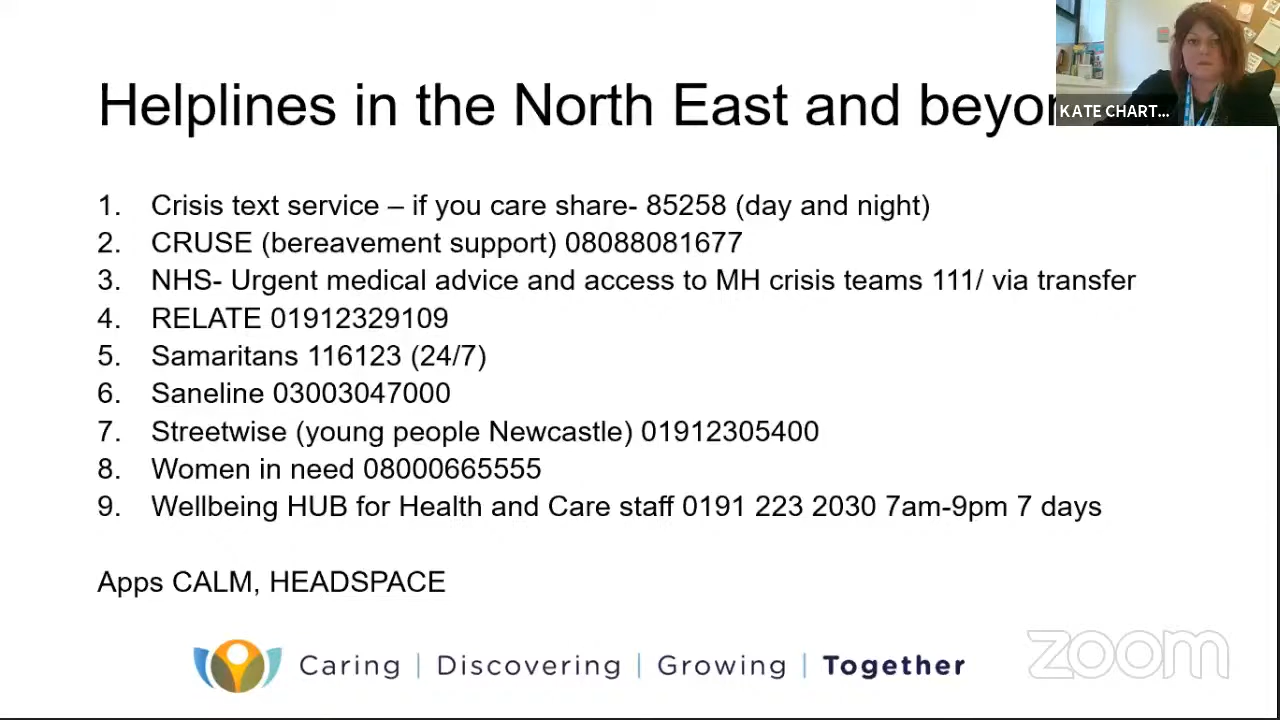 Helplines in the North East and beyon
KATE CHART...
1. Crisis text service – if you care share- 85258 (day and night)
2. CRUSE (bereavement support) 08088081677
3. NHS- Urgent medical advice and access to MH crisis teams 111/ via transfer
4. RELATE 01912329109
5. Samaritans 116123 (24/7)
6. Saneline 03003047000
7. Streetwise (young people Newcastle) 01912305400
8. Women in need 08000665555
9. Wellbeing HUB for Health and Care staff 0191 223 2030 7am-9pm 7 days
Apps CALM, HEADSPACE
Caring | Discovering | Growing | Together
zoom